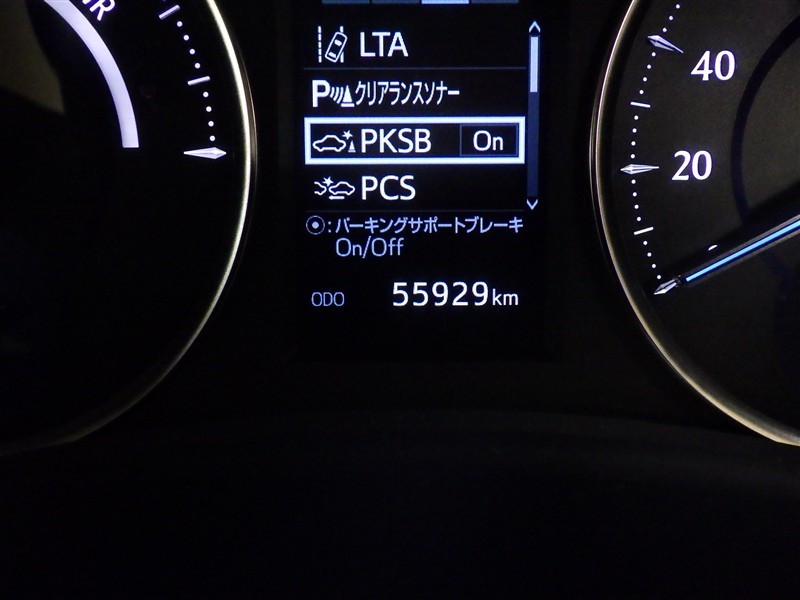 LTA
P クリアランスソナー
PKSB On
PCS
:パーキングサポートブレーキ
On/Off
ODO 55929km
40
20